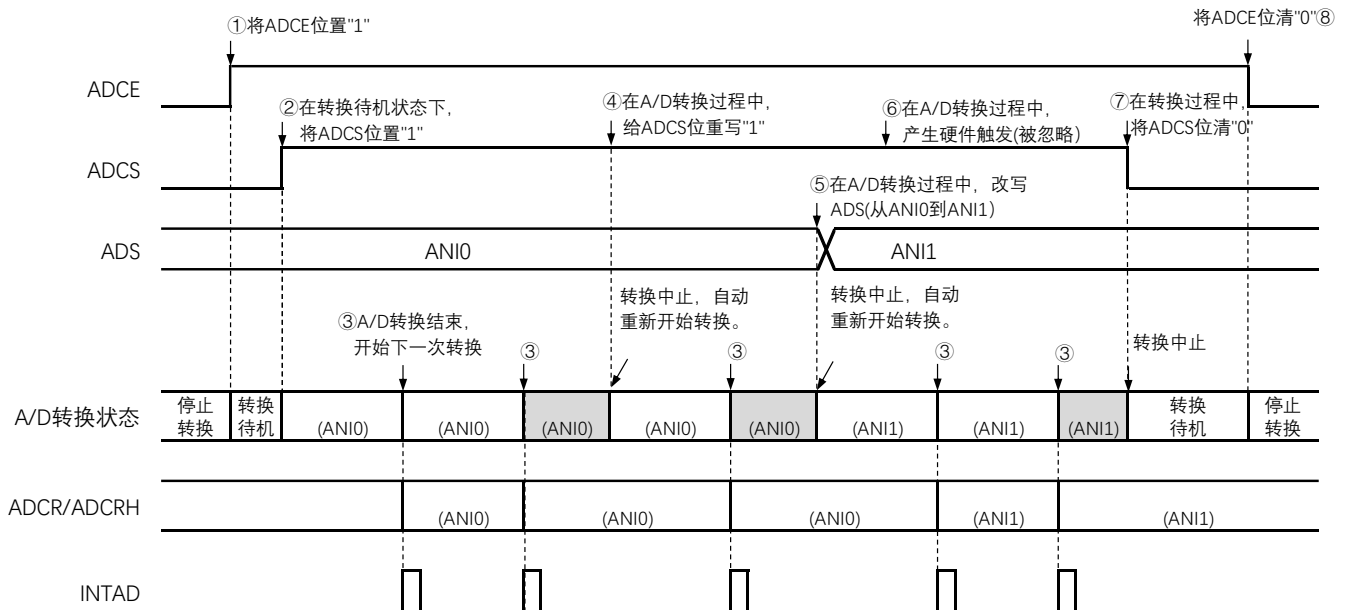 ①将ADCE位置"1"
将ADCE位清"0"⑧
ADCE
②在转换待机状态下，
将ADCS位置"1"
④在A/D转换过程中，
给ADCS位重写"1"
⑥在A/D转换过程中，
产生硬件触发(被忽略）
⑦在转换过程中，
将ADCS位清"0"
ADCS
⑤在A/D转换过程中，改写
ADS(从ANI0到ANI1）
ADS
ANI0
ANI1
③A/D转换结束，
开始下一次转换
③
转换中止，自动
重新开始转换。
③
转换中止，自动
重新开始转换。
③
③
转换中止
A/D转换状态
停止
转换
转换
待机
(ANI0)
(ANI0)
(ANI0)
(ANI0)
(ANI0)
(ANI1)
(ANI1)
(ANI1)
转换
待机
停止
转换
ADCR/ADCRH
(ANI0)
(ANI0)
(ANI0)
(ANI1)
(ANI1)
INTAD